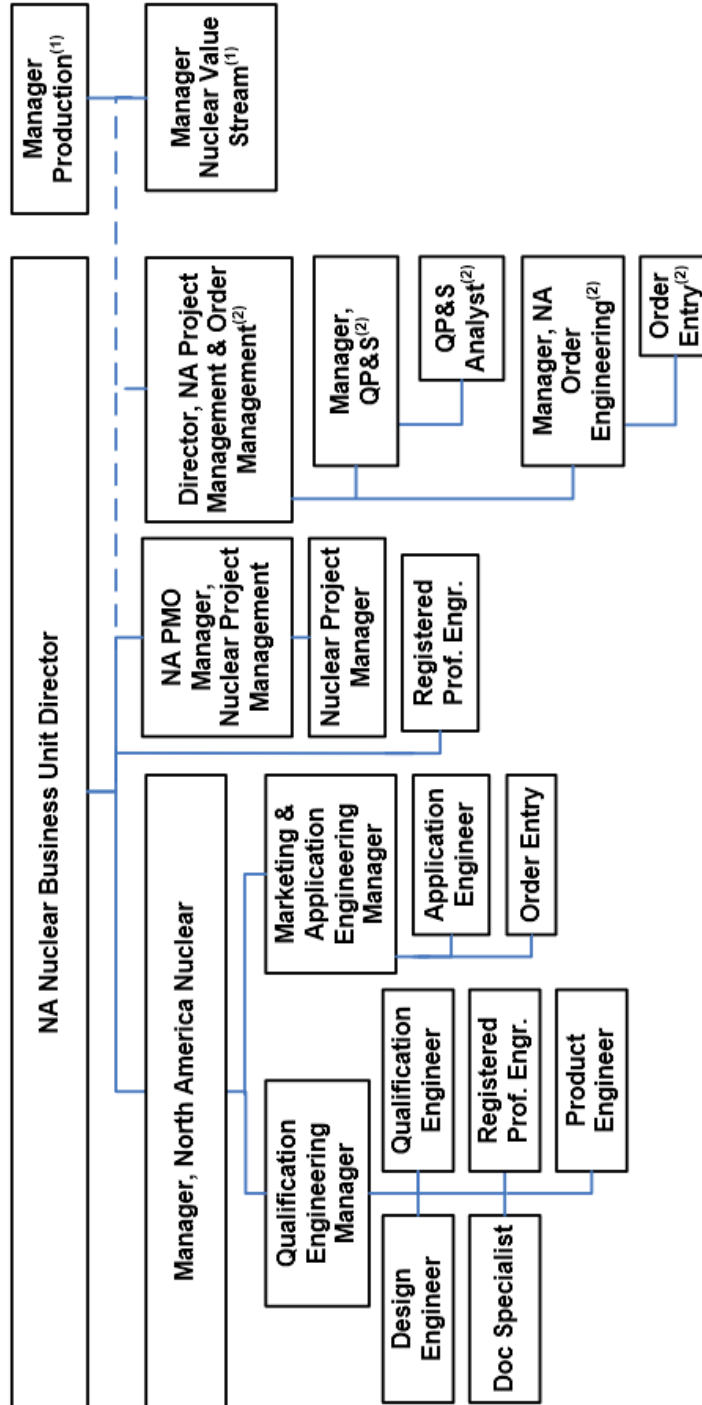 NA Nuclear Business Unit Director
Manager
Production(1)
Manager, North America Nuclear
NA PMO
Manager,
Nuclear Project
Management
Director, NA Project
Management & Order
Management(2)
Manager
Nuclear Value
Stream(1)
Qualification
Engineering
Manager
Marketing &
Application
Engineering
Manager
Nuclear Project
Manager
Manager,
QP&S(2)
Design
Engineer
Qualification
Engineer
Application
Engineer
Registered
Prof. Engr.
QP&S
Analyst(2)
Doc Specialist
Registered
Prof. Engr.
Order Entry
Manager, NA
Order
Engineering(2)
Product
Engineer
Order
Entry(2)